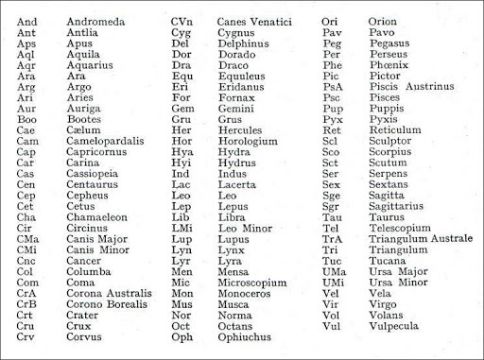 And Andromeda CVn Canes Venatici Ori Orion
Ant Antlia Cyg Cygnus Pav Pavo
Aps Apus Del Delphinus Peg Pegasus
Aql Aquila Dor Dorado Per Perseus
Aqr Aquarius Dra Draco Phe Phœnix
Ara Ara Equ Equuleus Pic Pictor
Arg Argo Eri Eridanus PsA Piscis Austrinus
Ari Aries For Fornax Psc Pisces
Aur Auriga Gem Gemini Pup Puppis
Boo Bootes Gru Grus Pyx Pyxis
Cae Cælum Her Hercules Ret Reticulum
Cam Camelopardalis Hor Horologium Scl Sculptor
Cap Capricornus Hya Hydra Sco Scorpius
Car Carina Hyi Hydrus Sct Scutum
Cas Cassiopeia Ind Indus Ser Serpens
Cen Centaurus Lac Lacerta Sex Sextans
Cep Cepheus Leo Leo Sge Sagitta
Cet Cetus Lep Lepus Sgr Sagittarius
Cha Chamaeleon Lib Libra Tau Taurus
Cir Circinus LMi Leo Minor Tel Telescopium
CMa Canis Major Lup Lupus TrA Triangulum Australe
CMi Canis Minor Lyn Lynx Tri Triangulum
Cnc Cancer Lyr Lyra Tuc Tucana
Col Columba Men Mensa UMa Ursa Major
Com Coma Mic Microscopium UMi Ursa Minor
CrA Corona Australis Mon Monoceros Vel Vela
CrB Corono Borealis Mus Musca Vir Virgo
Crt Crater Nor Norma Vol Volans
Cru Crux Oct Octans Vul Vulpecula
Crv Corvus Oph Ophiuchus